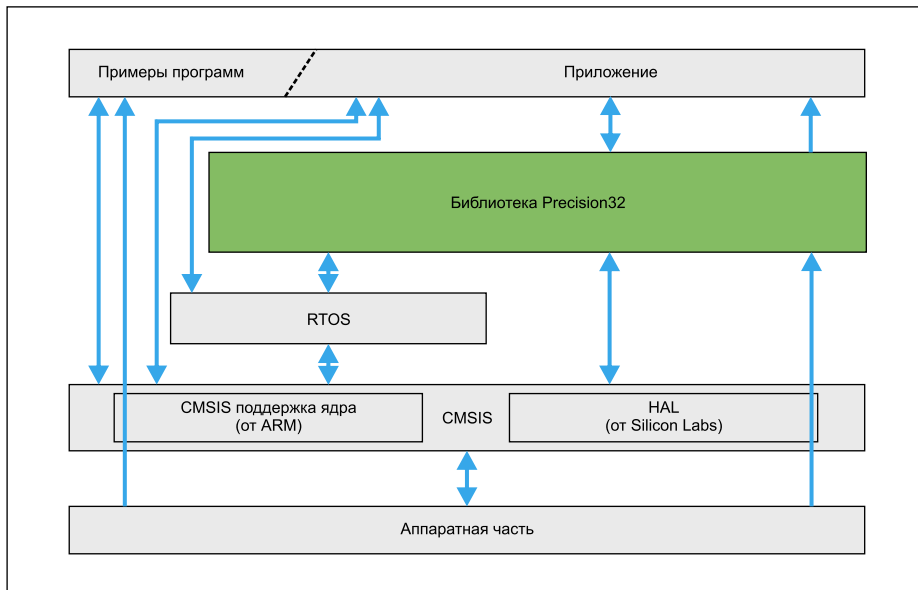 Примеры программ
Приложение
Библиотека Precision32
RTOS
CMSIS поддержка ядра
(от ARM)
CMSIS
HAL
(от Silicon Labs)
Аппаратная часть